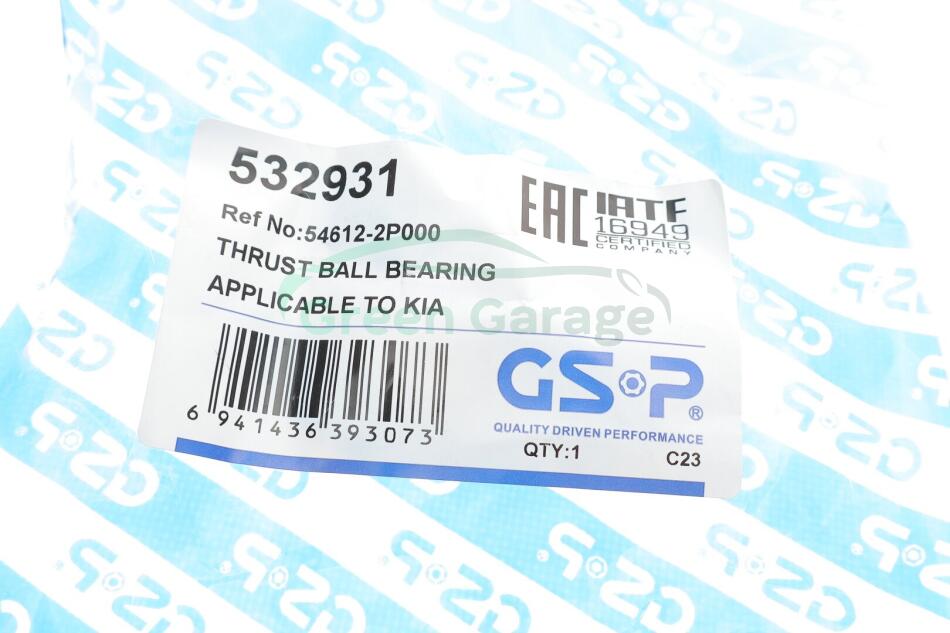 532931
Ref No:54612-2P000
THRUST BALL BEARING
APPLICABLE TO KIA
EAC
IATF
16949
CERTIFIED
COMPANY
Green Garage
6 941436 393073
GSP®
QUALITY DRIVEN PERFORMANCE
QTY:1
C23